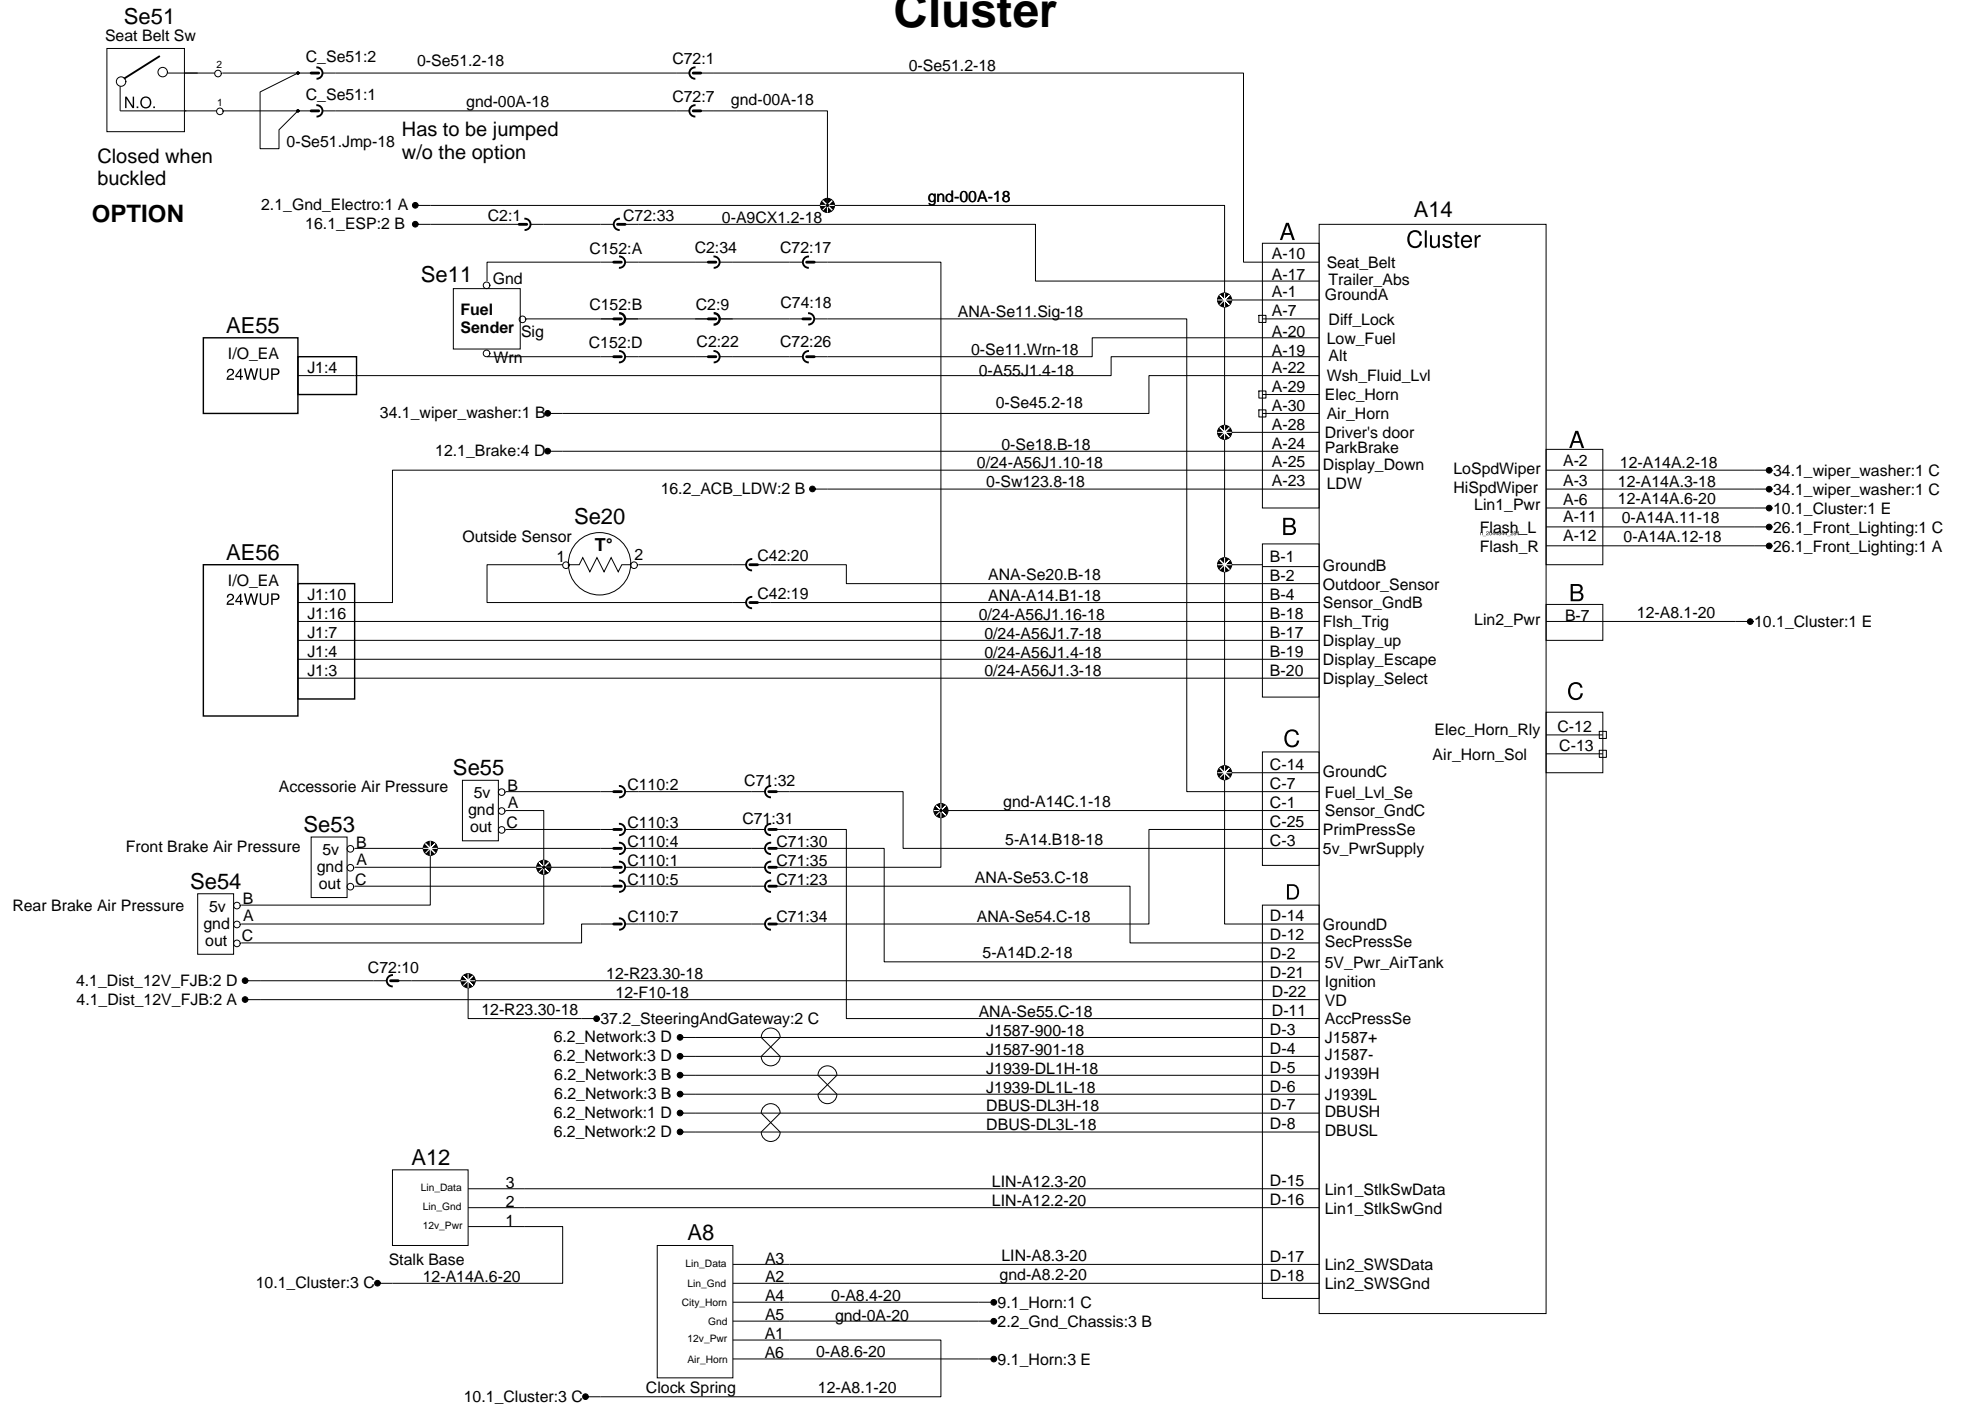 Cluster
Se51
Seat Belt Sw
N.O.
2
1
C_Se51:2
0-Se51.2-18
C72:1
0-Se51.2-18
C_Se51:1
gnd-00A-18
C72:7
gnd-00A-18
0-Se51.Jmp-18
Has to be jumped
w/o the option
Closed when
buckled
OPTION
2.1_Gnd_Electro:1 A
gnd-00A-18
16.1_ESP:2 B
C2:1
C72:33
0-A9CX1.2-18
Se11
Fuel
Sender
Gnd
Sig
Wrn
C152:A
C2:34
C72:17
C152:B
C2:9
C74:18
ANA-Se11.Sig-18
C152:D
C2:22
C72:26
0-Se11.Wrn-18
AE55
I/O_EA
24WUP
J1:4
0-A55J1.4-18
34.1_wiper_washer:1 B
0-Se45.2-18
12.1_Brake:4 D
0-Se18.B-18
0/24-A56J1.10-18
16.2_ACB_LDW:2 B
0-Sw123.8-18
Se20
Outside Sensor
T°
1
2
C42:20
ANA-Se20.B-18
C42:19
ANA-A14.B1-18
AE56
I/O_EA
24WUP
J1:10
J1:16
0/24-A56J1.16-18
J1:7
0/24-A56J1.7-18
J1:4
0/24-A56J1.4-18
J1:3
0/24-A56J1.3-18
A14
Cluster
A
A-10 Seat_Belt
A-17 Trailer_Abs
A-1 GroundA
A-7 Diff_Lock
A-20 Low_Fuel
A-19 Alt
A-22 Wsh_Fluid_Lvl
A-29 Elec_Horn
A-30 Air_Horn
A-28 Driver's door
A-24 ParkBrake
A-25 Display_Down
A-23 LDW
B
B-1 GroundB
B-2 Outdoor_Sensor
B-4 Sensor_GndB
B-18 Flsh_Trig
B-17 Display_up
B-19 Display_Escape
B-20 Display_Select
C
C-14 GroundC
C-7 Fuel_Lvl_Se
C-1 Sensor_GndC
C-25 PrimPressSe
C-3 5v_PwrSupply
D
D-14 GroundD
D-12 SecPressSe
D-2 5V_Pwr_AirTank
D-21 Ignition
D-22 VD
D-11 AccPressSe
D-3 J1587+
D-4 J1587-
D-5 J1939H
D-6 J1939L
D-7 DBUSH
D-8 DBUSL
D-15 Lin1_StlkSwData
D-16 Lin1_StlkSwGnd
D-17 Lin2_SWSData
D-18 Lin2_SWSGnd
A
LoSpdWiper A-2 12-A14A.2-18 34.1_wiper_washer:1 C
HiSpdWiper A-3 12-A14A.3-18 34.1_wiper_washer:1 C
Lin1_Pwr A-6 12-A14A.6-20 10.1_Cluster:1 E
Flash_L A-11 0-A14A.11-18 26.1_Front_Lighting:1 C
Flash_R A-12 0-A14A.12-18 26.1_Front_Lighting:1 A
B
Lin2_Pwr B-7 12-A8.1-20 10.1_Cluster:1 E
C
Elec_Horn_Rly C-12
Air_Horn_Sol C-13
Se55
Accessorie Air Pressure
5v B
gnd A
out C
C110:2
C71:32
gnd-A14C.1-18
C110:3
C71:31
Se53
Front Brake Air Pressure
5v B
gnd A
out C
C110:4
C71:30
5-A14.B18-18
C110:1
C71:35
C110:5
C71:23
ANA-Se53.C-18
Se54
Rear Brake Air Pressure
5v B
gnd A
out C
C110:7
C71:34
ANA-Se54.C-18
5-A14D.2-18
4.1_Dist_12V_FJB:2 D
C72:10
12-R23.30-18
4.1_Dist_12V_FJB:2 A
12-F10-18
12-R23.30-18
37.2_SteeringAndGateway:2 C
ANA-Se55.C-18
6.2_Network:3 D
J1587-900-18
6.2_Network:3 D
J1587-901-18
6.2_Network:3 B
J1939-DL1H-18
6.2_Network:3 B
J1939-DL1L-18
6.2_Network:1 D
DBUS-DL3H-18
6.2_Network:2 D
DBUS-DL3L-18
A12
Lin_Data 3
LIN-A12.3-20
Lin_Gnd 2
LIN-A12.2-20
12v_Pwr 1
Stalk Base
10.1_Cluster:3 C
12-A14A.6-20
A8
Lin_Data A3
LIN-A8.3-20
Lin_Gnd A2
gnd-A8.2-20
City_Horn A4 0-A8.4-20 9.1_Horn:1 C
Gnd A5 gnd-0A-20 2.2_Gnd_Chassis:3 B
12v_Pwr A1
Air_Horn A6 0-A8.6-20 9.1_Horn:3 E
Clock Spring
12-A8.1-20
10.1_Cluster:3 C